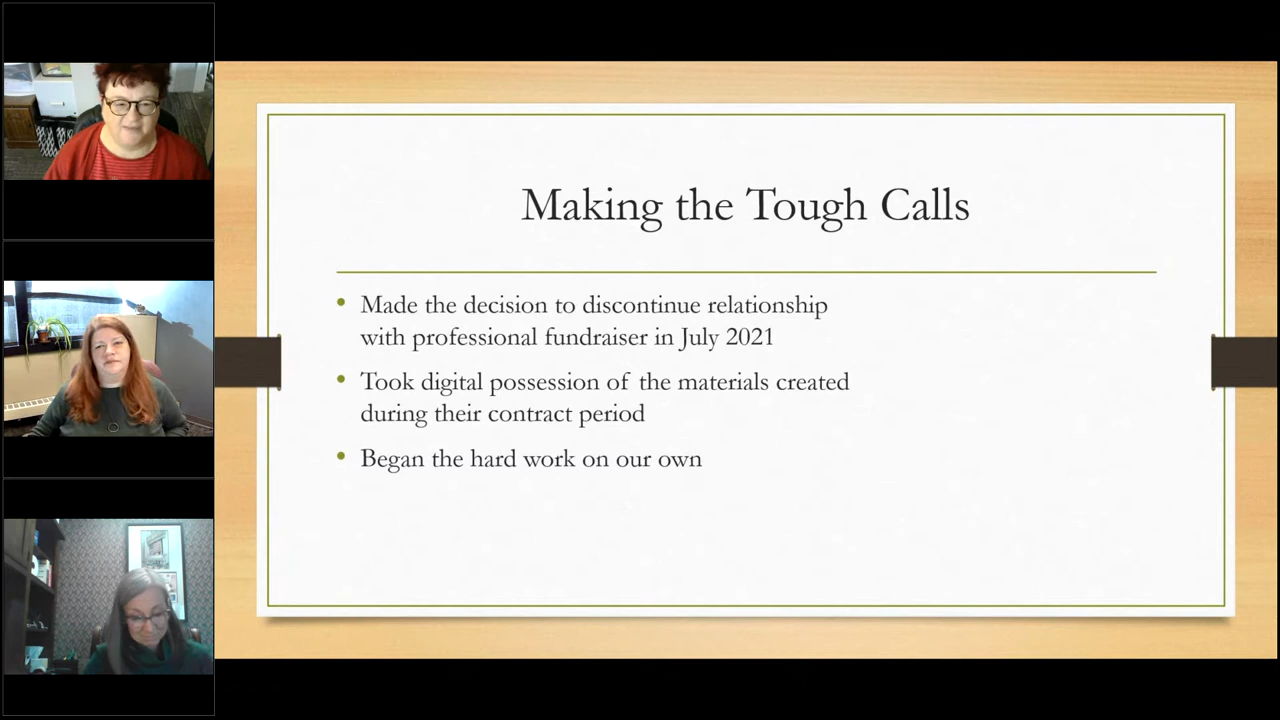 Making the Tough Calls
• Made the decision to discontinue relationship
with professional fundraiser in July 2021
• Took digital possession of the materials created
during their contract period
• Began the hard work on our own